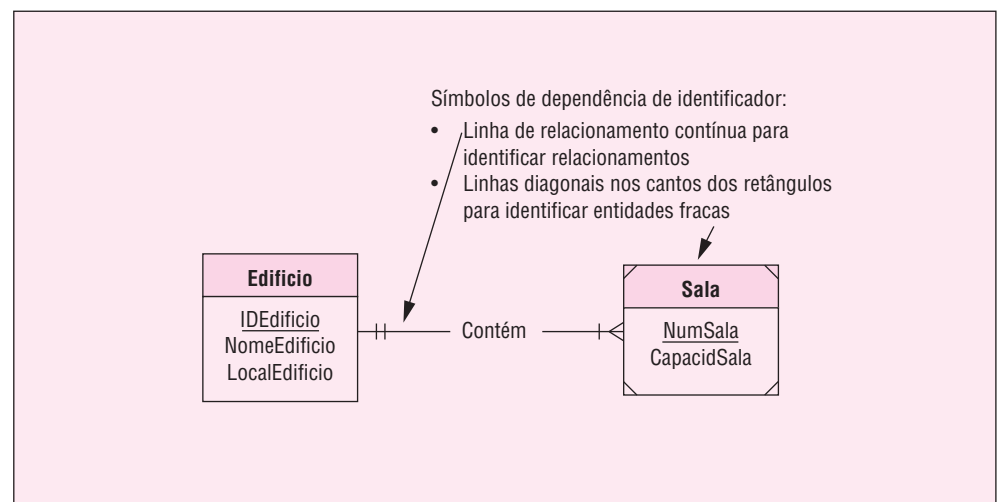 Símbolos de dependência de identificador:
• Linha de relacionamento contínua para
identificar relacionamentos
• Linhas diagonais nos cantos dos retângulos
para identificar entidades fracas
Edificio
IDEdificio
NomeEdificio
LocalEdificio
Contém
Sala
NumSala
CapacidSala